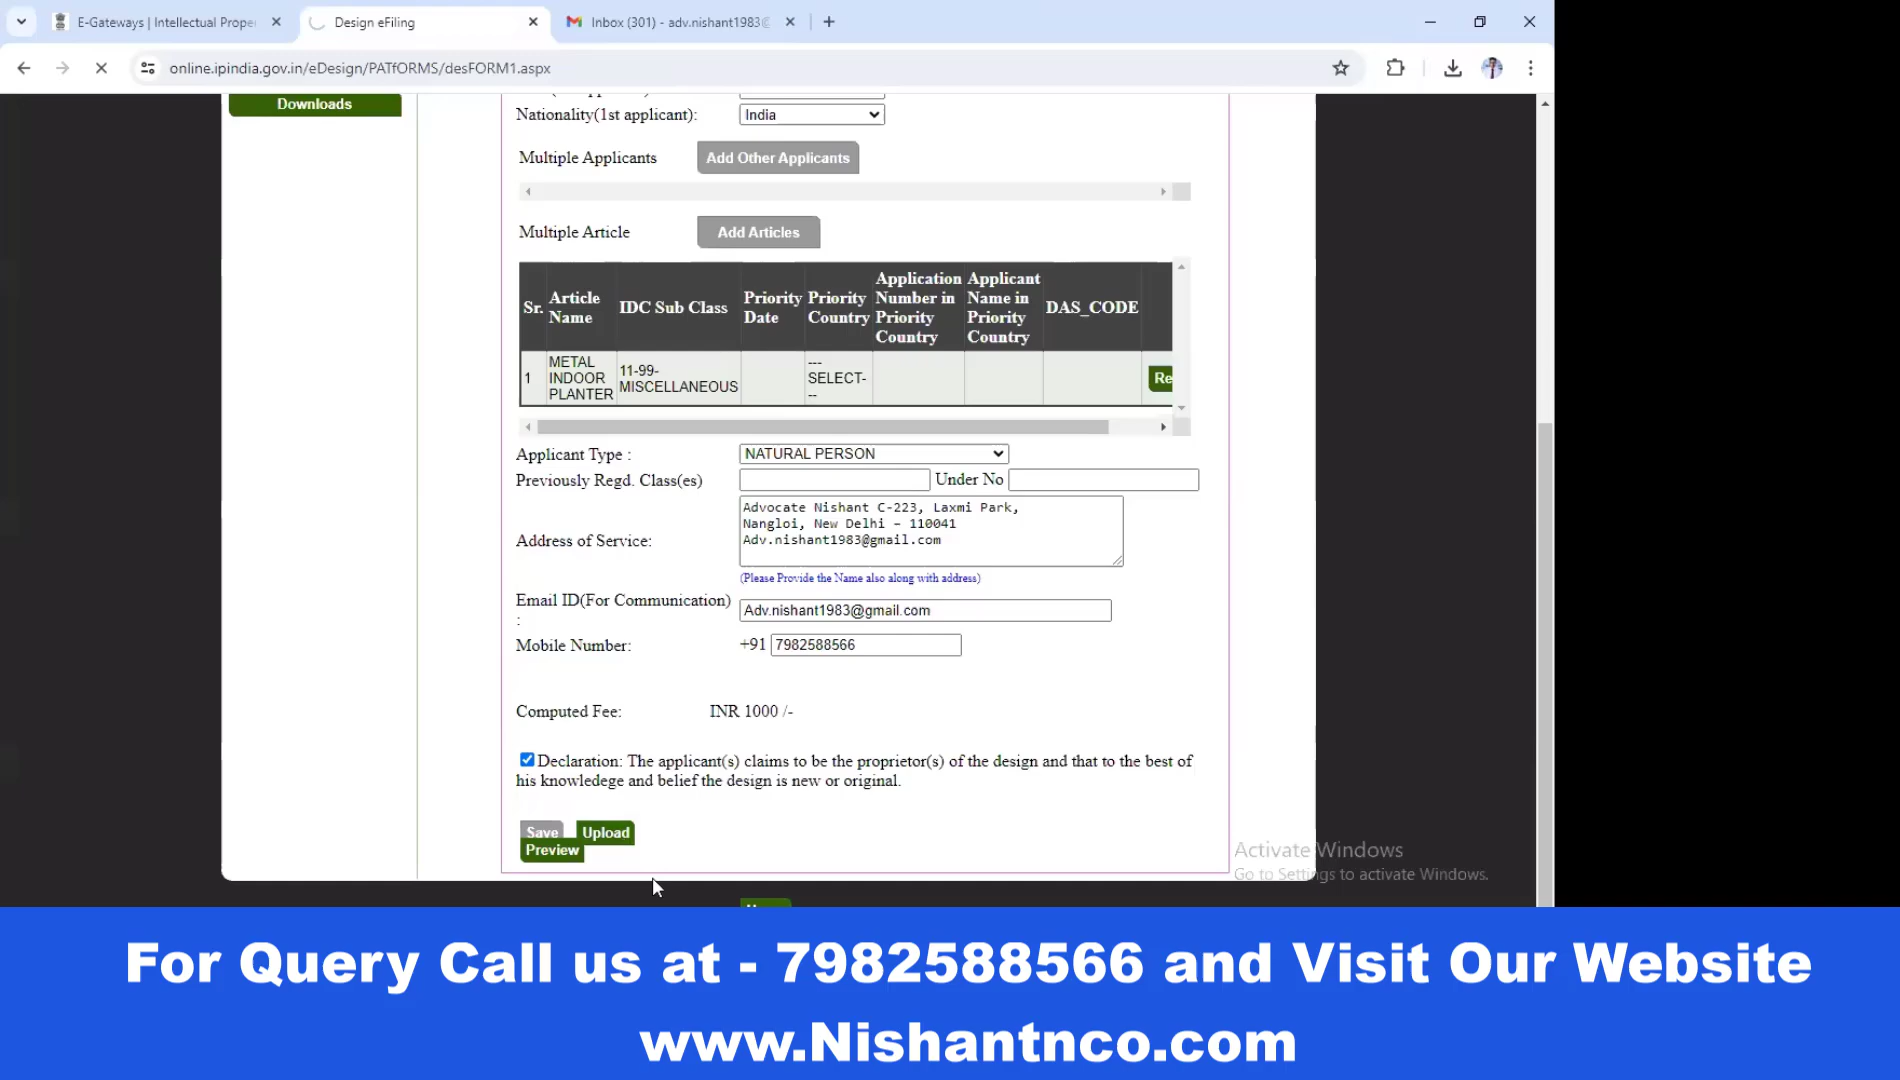 E-Gateways | Intellectual Prope
Design eFiling
Inbox (301) - adv.nishant1983@
online.ipindia.gov.in/eDesign/PATfORMS/desFORM1.aspx
Downloads
Nationality(1st applicant): India
Multiple Applicants Add Other Applicants
Multiple Article Add Articles
Sr. Article Name IDC Sub Class Priority Date Priority Country Application Number in Priority Country Applicant Name in Priority Country DAS_CODE
1 METAL INDOOR PLANTER 11-99-MISCELLANEOUS ---SELECT--- Re
Applicant Type : NATURAL PERSON
Previously Regd. Class(es) Under No
Address of Service:
Advocate Nishant C-223, Laxmi Park,
Nangloi, New Delhi – 110041
Adv.nishant1983@gmail.com
(Please Provide the Name also along with address)
Email ID(For Communication) : Adv.nishant1983@gmail.com
Mobile Number: +91 7982588566
Computed Fee: INR 1000 /-
Declaration: The applicant(s) claims to be the proprietor(s) of the design and that to the best of
his knowledege and belief the design is new or original.
Save Upload
Preview
Activate Windows
Go to Settings to activate Windows.
For Query Call us at - 7982588566 and Visit Our Website
www.Nishantnco.com